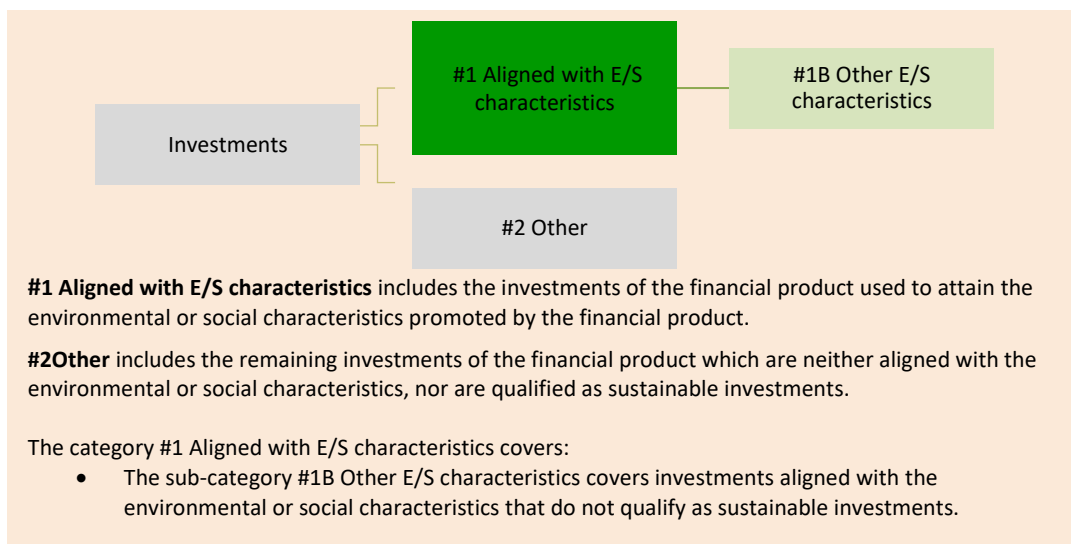 #1 Aligned with E/S
characteristics
#1B Other E/S
characteristics
Investments
#2 Other
#1 Aligned with E/S characteristics includes the investments of the financial product used to attain the
environmental or social characteristics promoted by the financial product.
#2Other includes the remaining investments of the financial product which are neither aligned with the
environmental or social characteristics, nor are qualified as sustainable investments.
The category #1 Aligned with E/S characteristics covers:
• The sub-category #1B Other E/S characteristics covers investments aligned with the
environmental or social characteristics that do not qualify as sustainable investments.